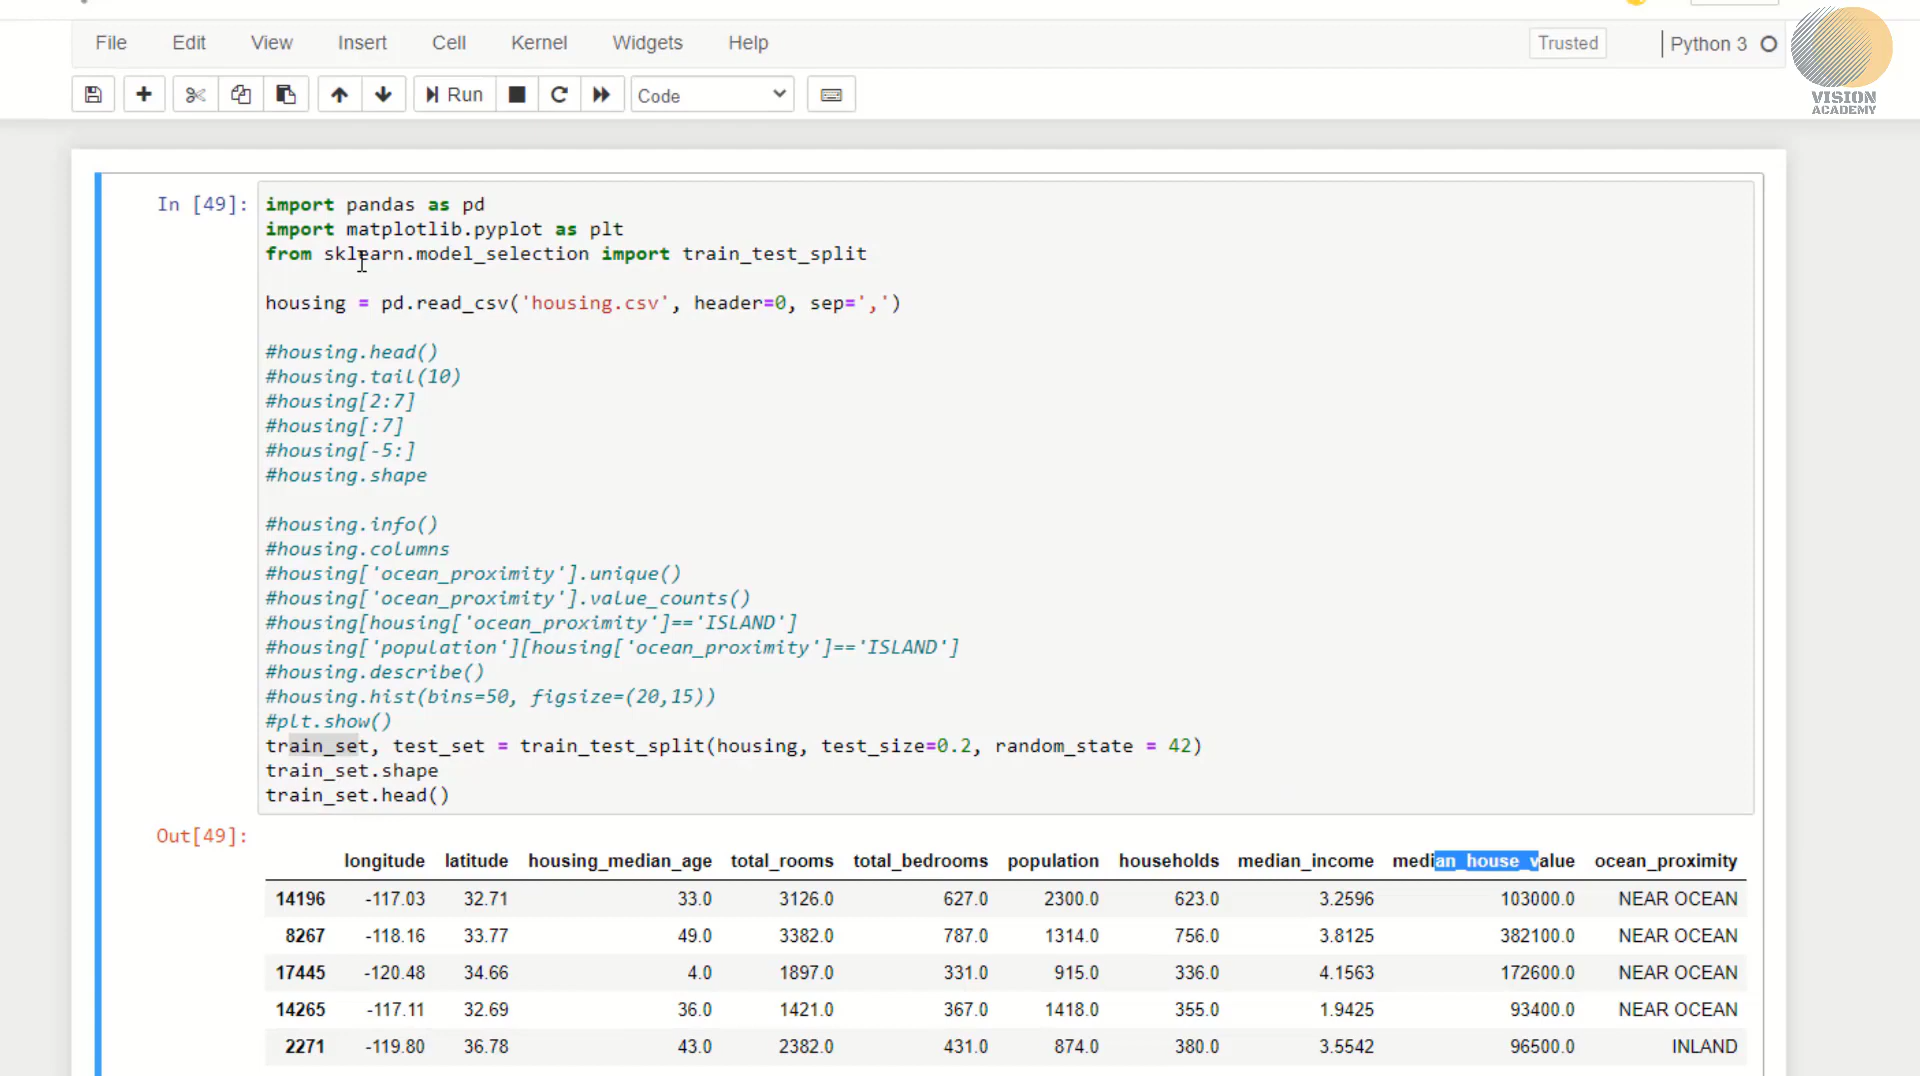 File Edit View Insert Cell Kernel Widgets Help Trusted Python 3
VISION
ACADEMY
Run Code
In [49]:
import pandas as pd
import matplotlib.pyplot as plt
from sklearn.model_selection import train_test_split
housing = pd.read_csv('housing.csv', header=0, sep=',')
#housing.head()
#housing.tail(10)
#housing[2:7]
#housing[:7]
#housing[-5:]
#housing.shape
#housing.info()
#housing.columns
#housing['ocean_proximity'].unique()
#housing['ocean_proximity'].value_counts()
#housing[housing['ocean_proximity']=='ISLAND']
#housing['population'][housing['ocean_proximity']=='ISLAND']
#housing.describe()
#housing.hist(bins=50, figsize=(20,15))
#plt.show()
train_set, test_set = train_test_split(housing, test_size=0.2, random_state = 42)
train_set.shape
train_set.head()
Out[49]:
longitude latitude housing_median_age total_rooms total_bedrooms population households median_income median_house_value ocean_proximity
14196 -117.03 32.71 33.0 3126.0 627.0 2300.0 623.0 3.2596 103000.0 NEAR OCEAN
8267 -118.16 33.77 49.0 3382.0 787.0 1314.0 756.0 3.8125 382100.0 NEAR OCEAN
17445 -120.48 34.66 4.0 1897.0 331.0 915.0 336.0 4.1563 172600.0 NEAR OCEAN
14265 -117.11 32.69 36.0 1421.0 367.0 1418.0 355.0 1.9425 93400.0 NEAR OCEAN
2271 -119.80 36.78 43.0 2382.0 431.0 874.0 380.0 3.5542 96500.0 INLAND